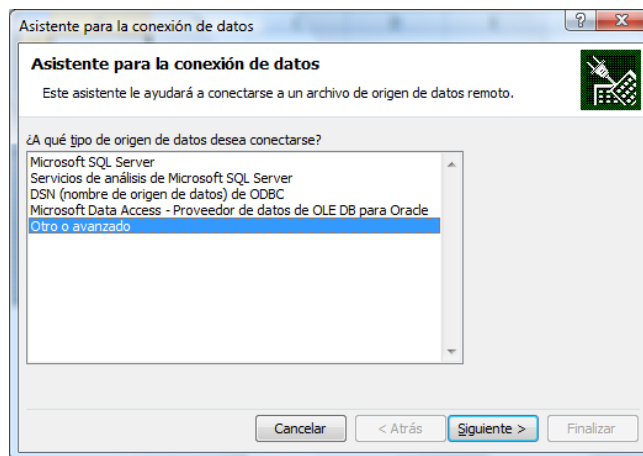 Asistente para la conexión de datos
Asistente para la conexión de datos
Este asistente le ayudará a conectarse a un archivo de origen de datos remoto.
¿A qué tipo de origen de datos desea conectarse?
Microsoft SQL Server
Servicios de análisis de Microsoft SQL Server
DSN (nombre de origen de datos) de ODBC
Microsoft Data Access - Proveedor de datos de OLE DB para Oracle
Otro o avanzado
Cancelar < Atrás Siguiente > Finalizar